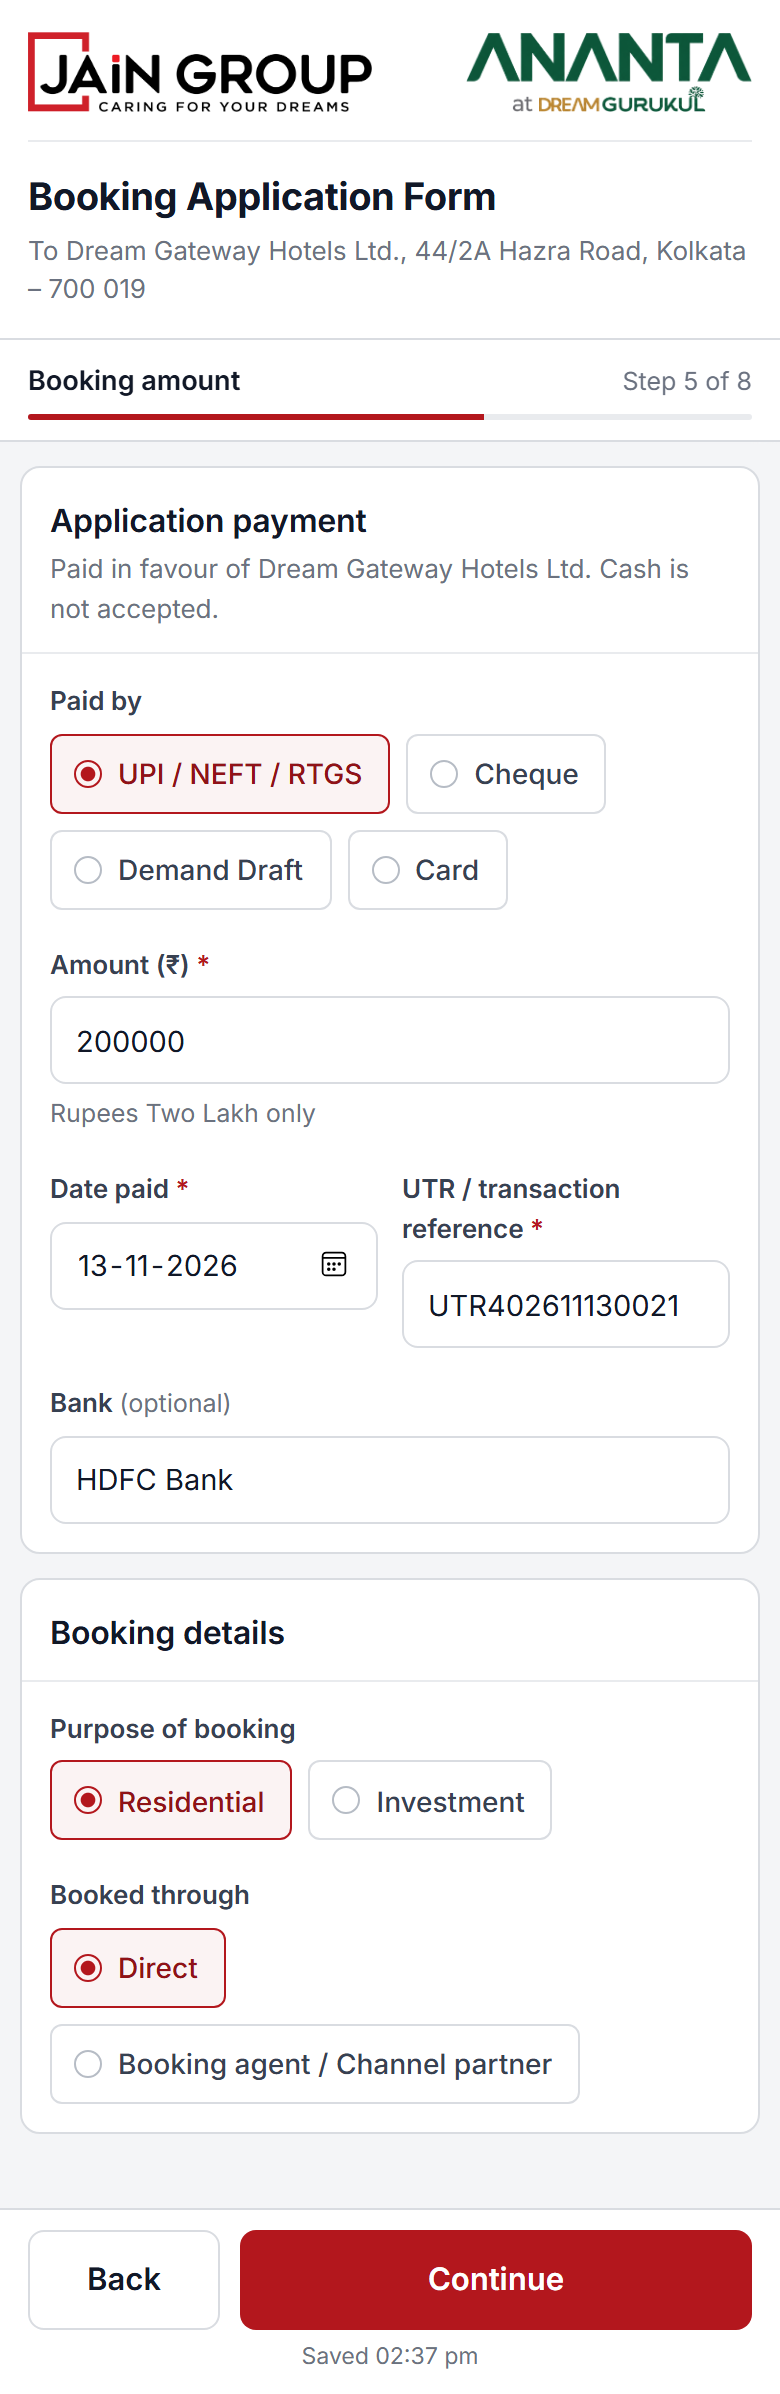 JAiN GROUP
CARING FOR YOUR DREAMS
ANANTA
at DREAM GURUKUL
Booking Application Form
To Dream Gateway Hotels Ltd., 44/2A Hazra Road, Kolkata
– 700 019
Booking amount
Step 5 of 8
Application payment
Paid in favour of Dream Gateway Hotels Ltd. Cash is
not accepted.
Paid by
UPI / NEFT / RTGS
Cheque
Demand Draft
Card
Amount (₹) *
200000
Rupees Two Lakh only
Date paid *
13-11-2026
UTR / transaction
reference *
UTR402611130021
Bank (optional)
HDFC Bank
Booking details
Purpose of booking
Residential
Investment
Booked through
Direct
Booking agent / Channel partner
Back
Continue
Saved 02:37 pm